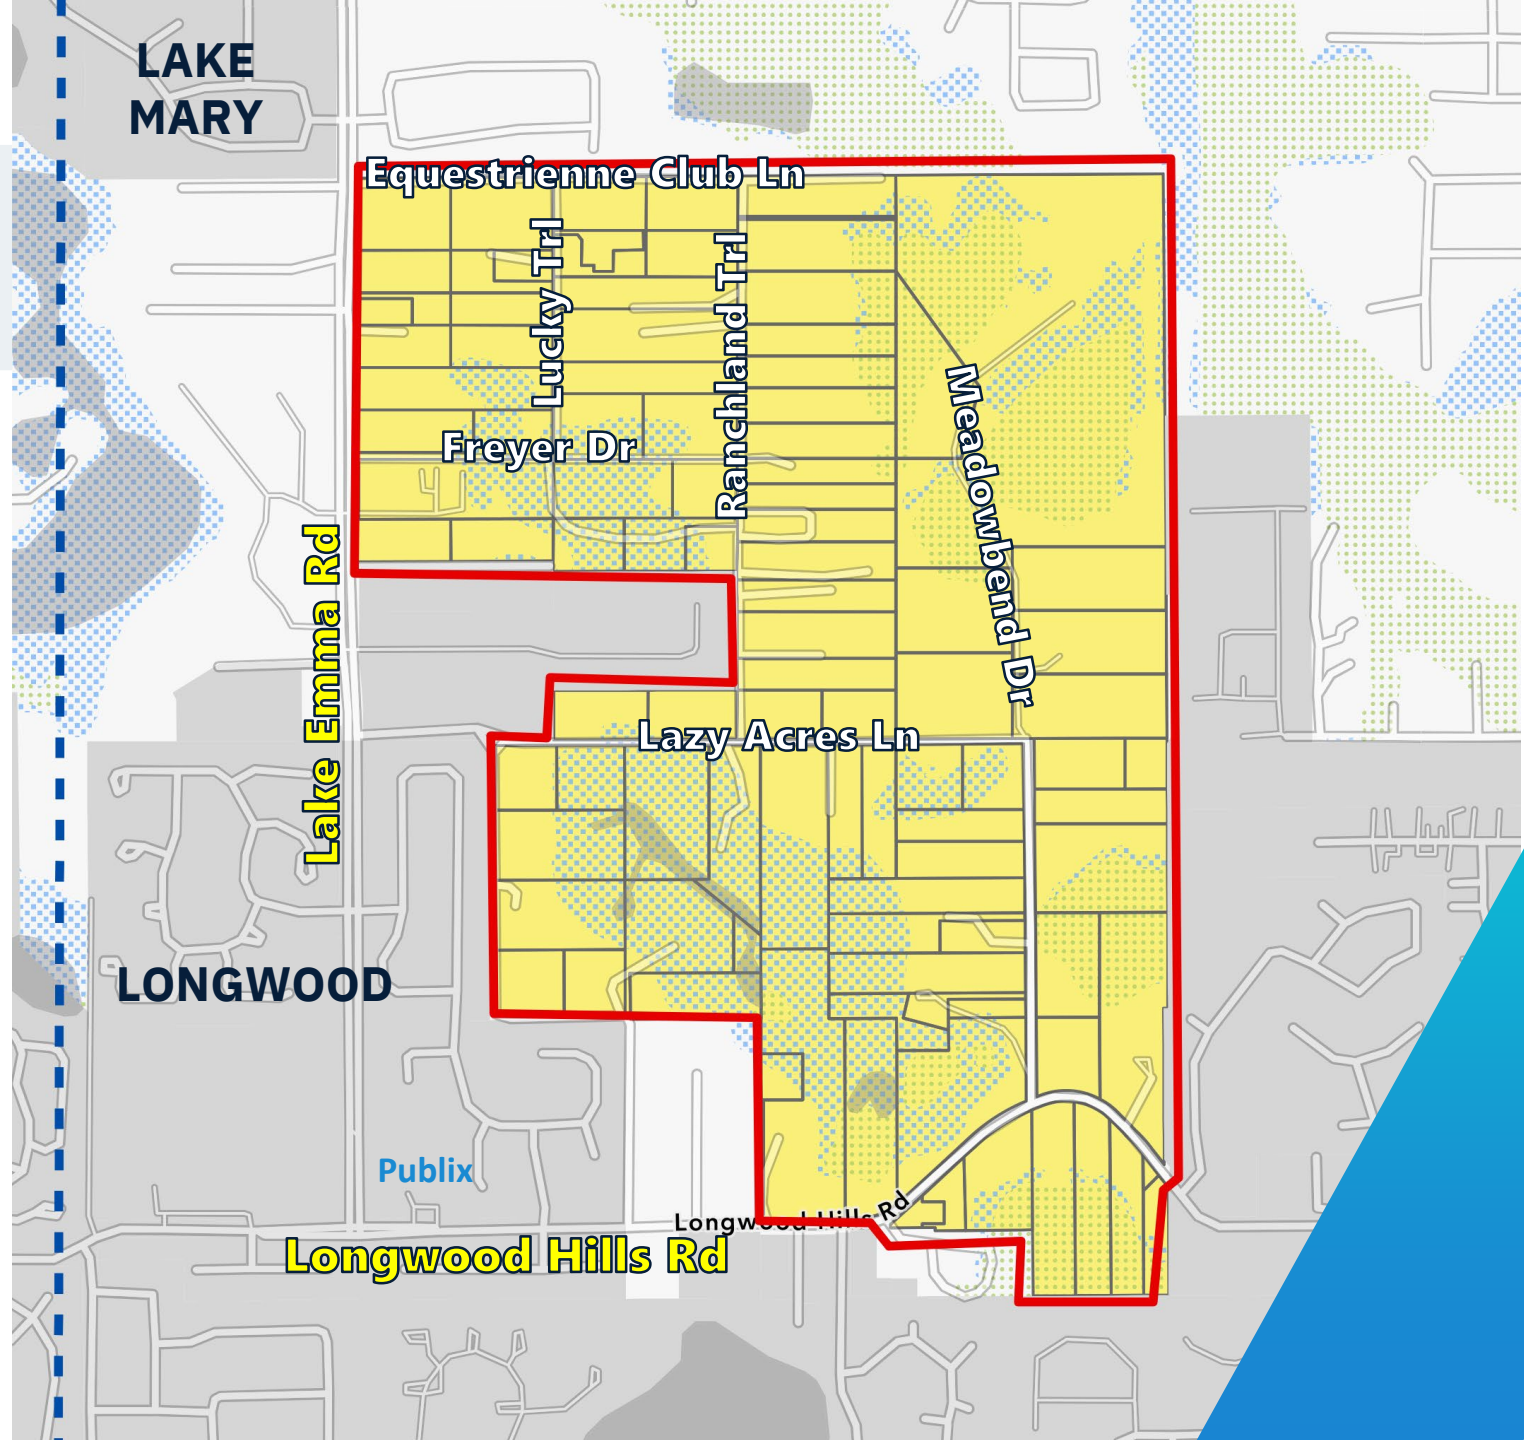 LAKE
MARY
Equestrienne Club Ln
Lucky Trl
Ranchland Trl
Meadowbend Dr
Freyer Dr
Lake Emma Rd
Lazy Acres Ln
LONGWOOD
Publix
Longwood Hills Rd
Longwood Hills Rd